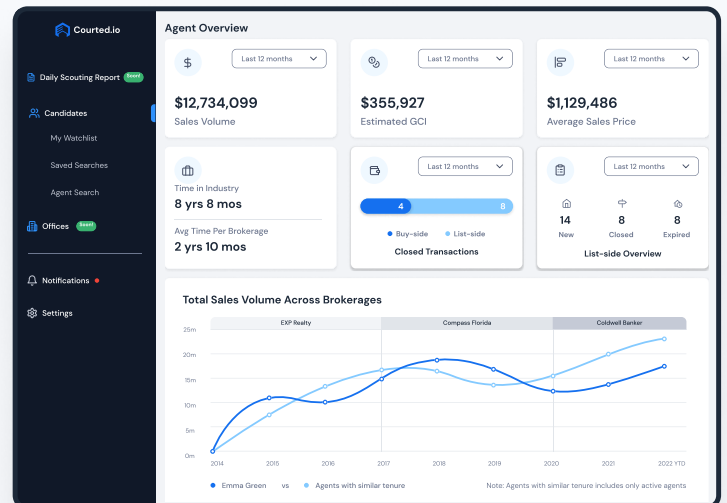 Courted.io
Daily Scouting Report Soon!
Candidates
My Watchlist
Saved Searches
Agent Search
Offices Soon!
Notifications
Settings
Agent Overview
$ Last 12 months
$12,734,099
Sales Volume
Last 12 months
$355,927
Estimated GCI
Last 12 months
$1,129,486
Average Sales Price
Time in Industry
8 yrs 8 mos
Avg Time Per Brokerage
2 yrs 10 mos
Last 12 months
4 8
Buy-side List-side
Closed Transactions
Last 12 months
14 8 8
New Closed Expired
List-side Overview
Total Sales Volume Across Brokerages
EXP Realty Compass Florida Coldwell Banker
25m
20m
15m
10m
5m
0m
2014 2015 2016 2017 2018 2019 2020 2021 2022 YTD
Emma Green vs Agents with similar tenure Note: Agents with similar tenure includes only active agents